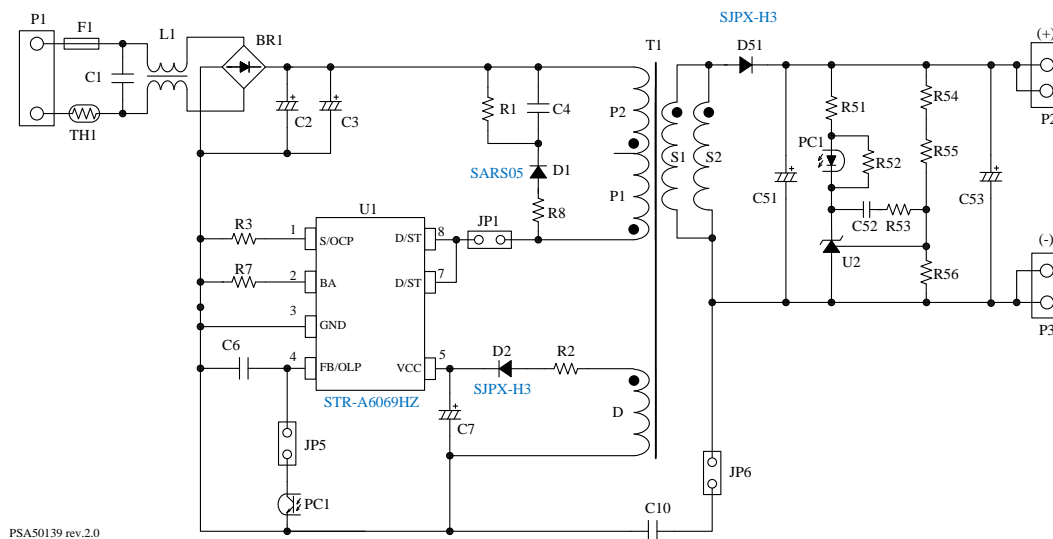 SJPX-H3
P1
F1
L1
BR1
T1
D51
(+)
C1
TH1
C2
C3
R1
C4
P2
S1
S2
R51
R54
P2
PC1
R52
R55
SARS05
D1
P1
C51
C53
R8
JP1
C52
R53
U1
R3
1
S/OCP
D/ST
8
U2
(-)
R7
2
BA
D/ST
7
R56
3
GND
P3
C6
4
FB/OLP
VCC
5
D2
R2
STR-A6069HZ
SJPX-H3
C7
D
JP5
JP6
PC1
C10
PSA50139 rev.2.0